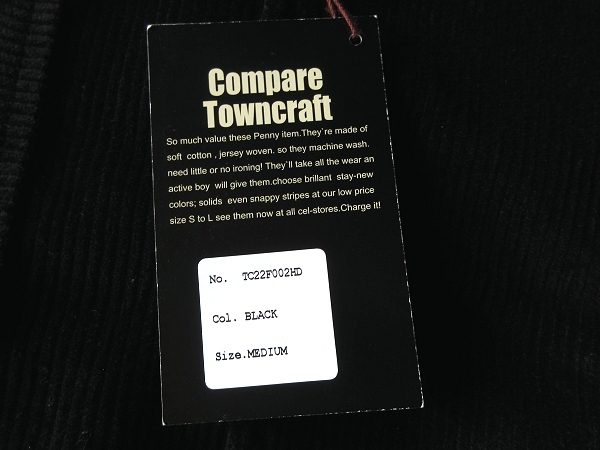 Compare
Towncraft
So much value these Penny item.They`re made of
soft cotton , jersey woven. so they machine wash.
need little or no ironing! They`ll take all the wear an
active boy will give them.choose brillant stay-new
colors; solids even snappy stripes at our low price
size S to L see them now at all cel-stores.Charge it!
No. TC22F002HD
Col. BLACK
Size.MEDIUM